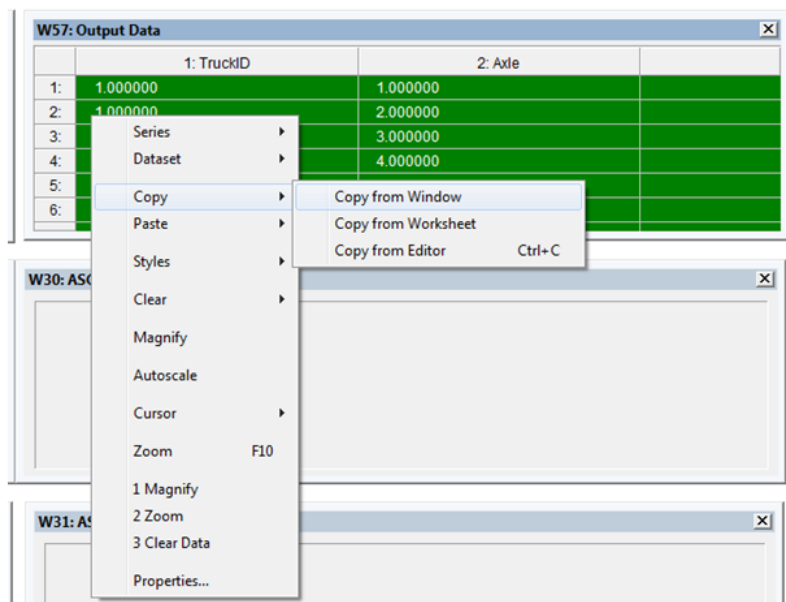 W57: Output Data
1: TruckID 2: Axle
1: 1.000000 1.000000
2: 1.000000 2.000000
3: 3.000000
4: 4.000000
5:
6:
Series
Dataset
Copy
Paste
Styles
Clear
Magnify
Autoscale
Cursor
Zoom F10
1 Magnify
2 Zoom
3 Clear Data
Properties...
Copy from Window
Copy from Worksheet
Copy from Editor Ctrl+C
W30: ASC
W31: AS